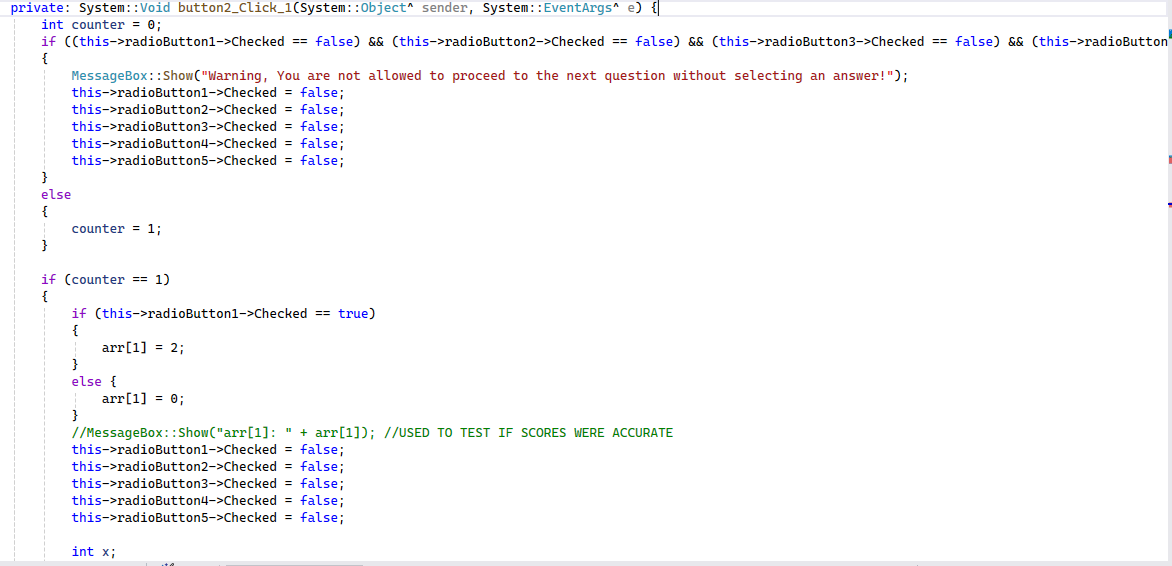 private: System::Void button2_Click_1(System::Object^ sender, System::EventArgs^ e) {
int counter = 0;
if ((this->radioButton1->Checked == false) && (this->radioButton2->Checked == false) && (this->radioButton3->Checked == false) && (this->radioButton
{
MessageBox::Show("Warning, You are not allowed to proceed to the next question without selecting an answer!");
this->radioButton1->Checked = false;
this->radioButton2->Checked = false;
this->radioButton3->Checked = false;
this->radioButton4->Checked = false;
this->radioButton5->Checked = false;
}
else
{
counter = 1;
}
if (counter == 1)
{
if (this->radioButton1->Checked == true)
{
arr[1] = 2;
}
else {
arr[1] = 0;
}
//MessageBox::Show("arr[1]: " + arr[1]); //USED TO TEST IF SCORES WERE ACCURATE
this->radioButton1->Checked = false;
this->radioButton2->Checked = false;
this->radioButton3->Checked = false;
this->radioButton4->Checked = false;
this->radioButton5->Checked = false;
int x;